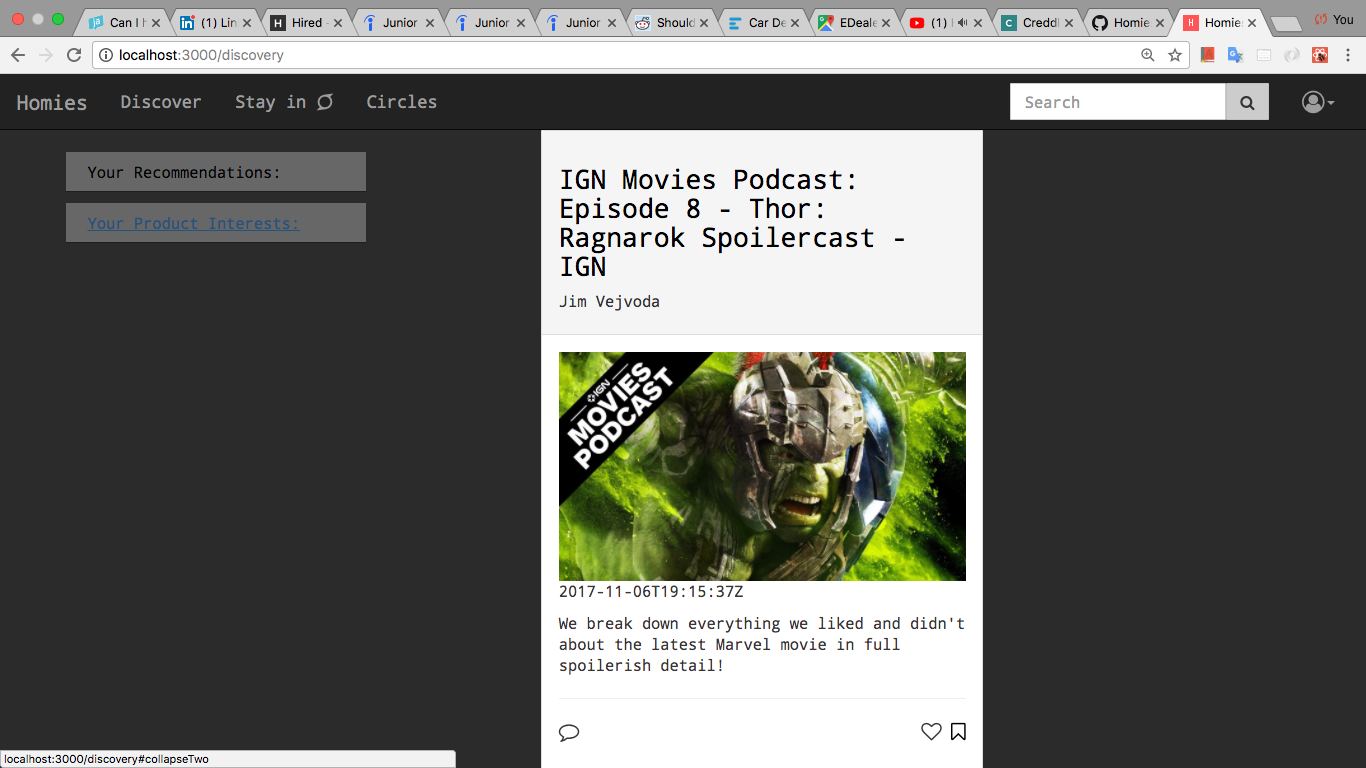 Can I h
(1) Lin
Hired -
Junior
Junior
Junior
Should
Car De
EDeale
(1)
Creddl
Homie
Homie
You
localhost:3000/discovery
Homies Discover Stay in Circles
Search
Your Recommendations:
Your Product Interests:
IGN Movies Podcast:
Episode 8 - Thor:
Ragnarok Spoilercast -
IGN
Jim Vejvoda
IGN
MOVIES
PODCAST
2017-11-06T19:15:37Z
We break down everything we liked and didn't
about the latest Marvel movie in full
spoilerish detail!
localhost:3000/discovery#collapseTwo